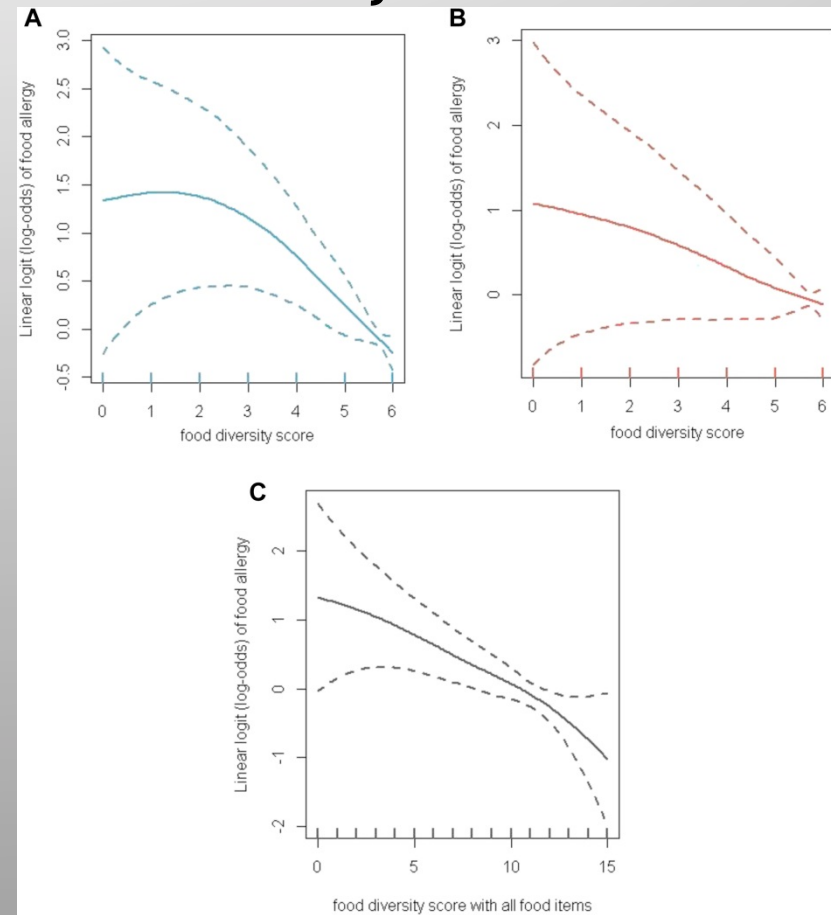 A
Linear logit (log-odds) of food allergy
3.0
2.5
2.0
1.5
1.0
0.5
0.0
-0.5
0 1 2 3 4 5 6
food diversity score
B
Linear logit (log-odds) of food allergy
3
2
1
0
0 1 2 3 4 5 6
food diversity score
C
Linear logit (log-odds) of food allergy
2
1
0
-1
-2
0 5 10 15
food diversity score with all food items